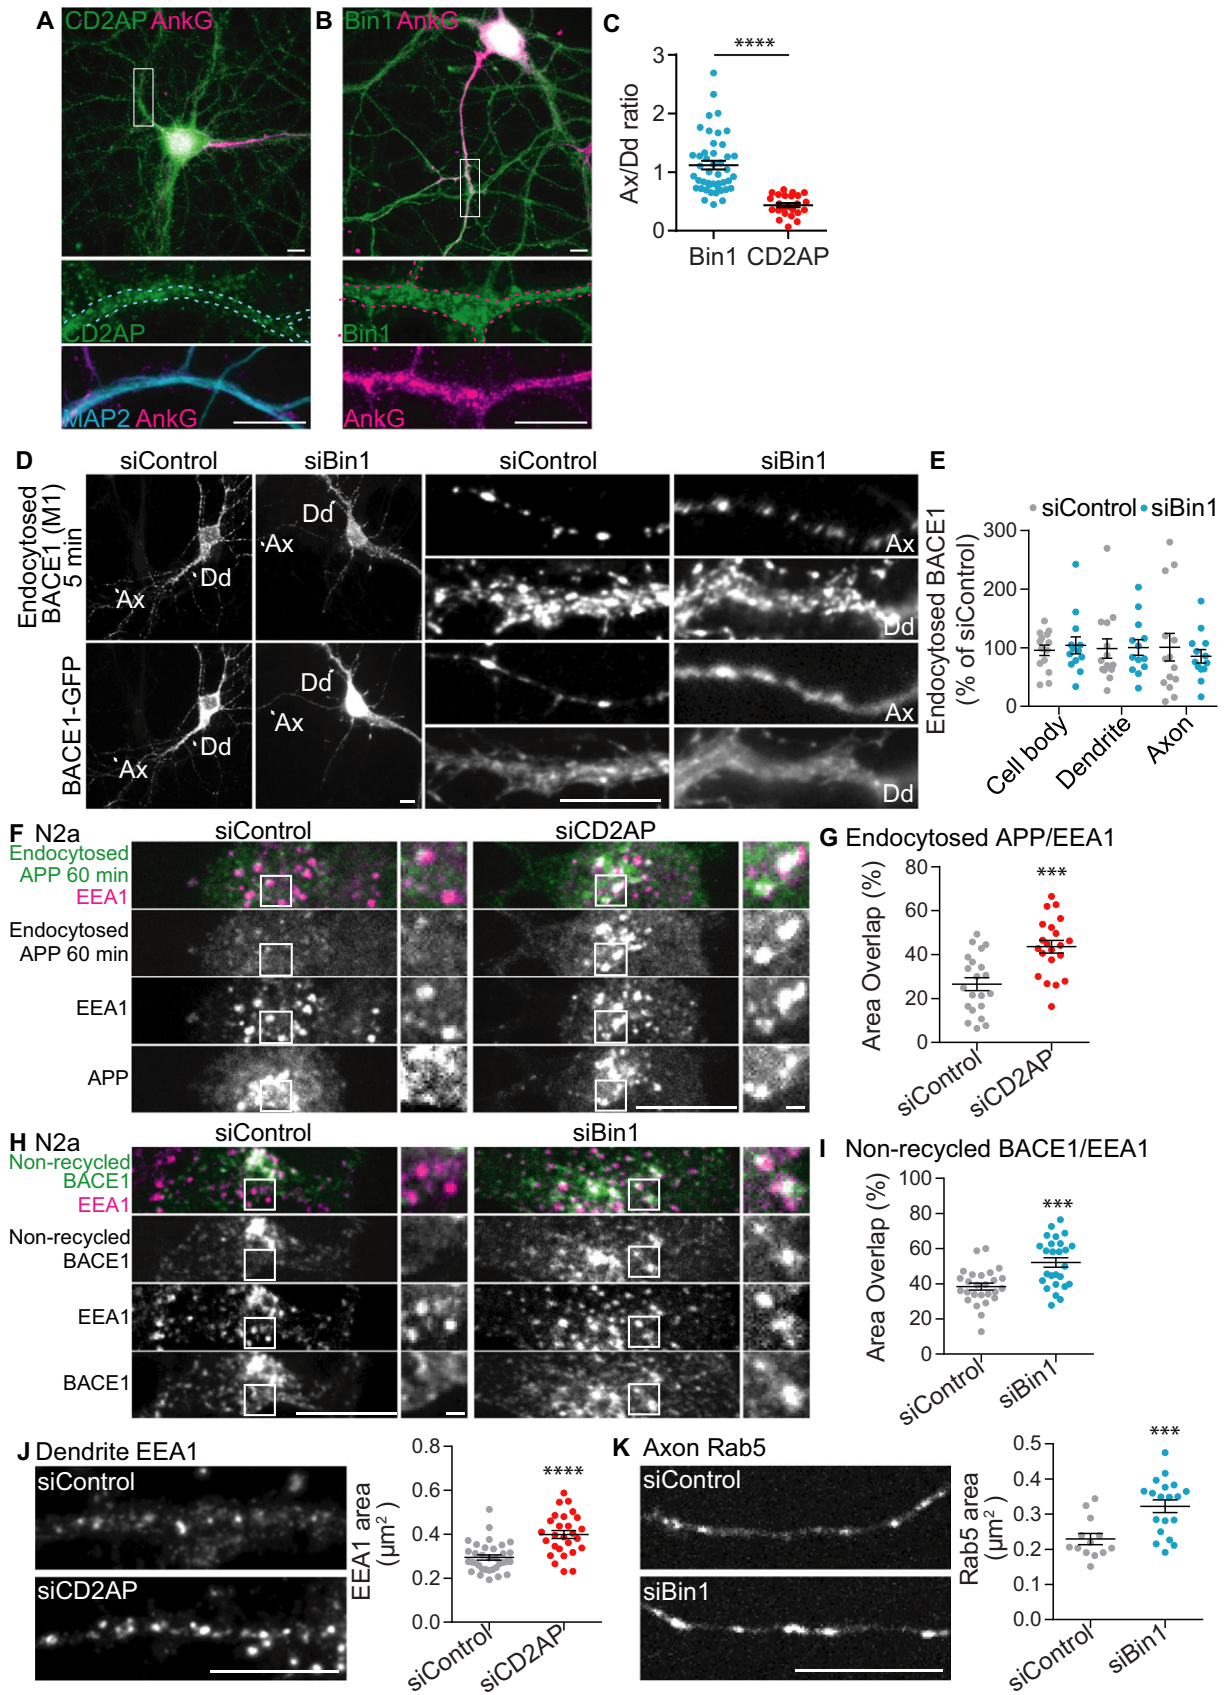 A
CD2AP AnkG
CD2AP
MAP2 AnkG
B
Bin1 AnkG
Bin1
AnkG
C
****
Ax/Dd ratio
3
2
1
0
Bin1 CD2AP
D
siControl siBin1 siControl siBin1
Endocytosed
BACE1 (M1)
5 min
Ax
Dd
Dd
Ax
Ax
Dd
BACE1-GFP
Ax
Dd
Dd
Ax
Ax
Dd
E
siControl siBin1
Endocytosed BACE1
(% of siControl)
300
200
100
0
Cell body
Dendrite
Axon
F N2a
siControl siCD2AP
Endocytosed
APP 60 min
EEA1
Endocytosed
APP 60 min
EEA1
APP
G Endocytosed APP/EEA1
***
Area Overlap (%)
80
60
40
20
0
siControl
siCD2AP
H N2a
siControl siBin1
Non-recycled
BACE1
EEA1
Non-recycled
BACE1
EEA1
BACE1
I Non-recycled BACE1/EEA1
***
Area Overlap (%)
100
80
60
40
20
0
siControl
siBin1
J Dendrite EEA1
siControl
siCD2AP
****
EEA1 area
(µm²)
0.8
0.6
0.4
0.2
0.0
siControl
siCD2AP
K Axon Rab5
siControl
siBin1
***
Rab5 area
(µm²)
0.5
0.4
0.3
0.2
0.1
0.0
siControl
siBin1